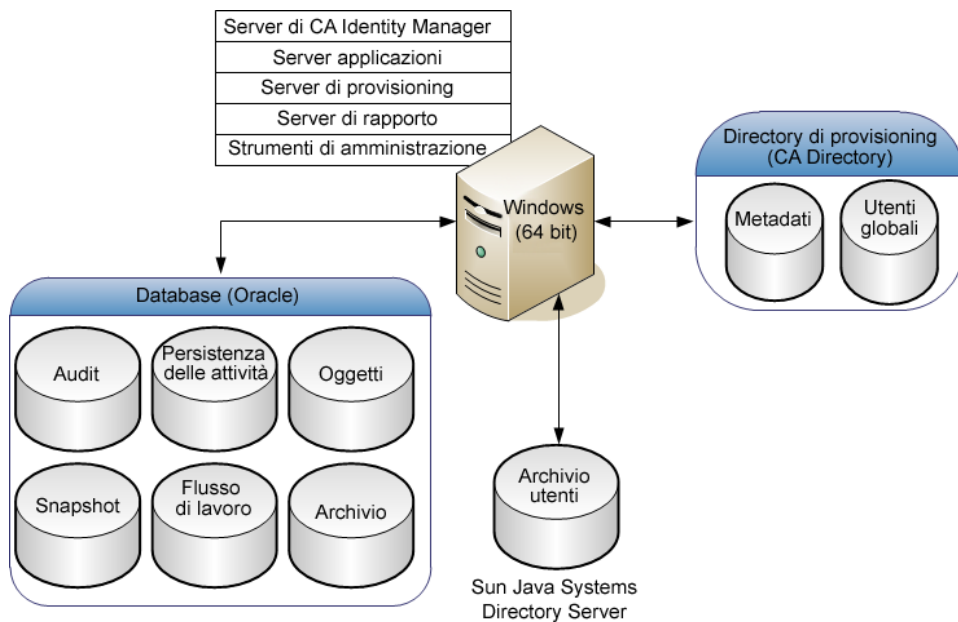 Server di CA Identity Manager
Server applicazioni
Server di provisioning
Server di rapporto
Strumenti di amministrazione
Windows
(64 bit)
Directory di provisioning
(CA Directory)
Metadati
Utenti
globali
Database (Oracle)
Audit
Persistenza
delle attività
Oggetti
Snapshot
Flusso
di lavoro
Archivio
Archivio
utenti
Sun Java Systems
Directory Server